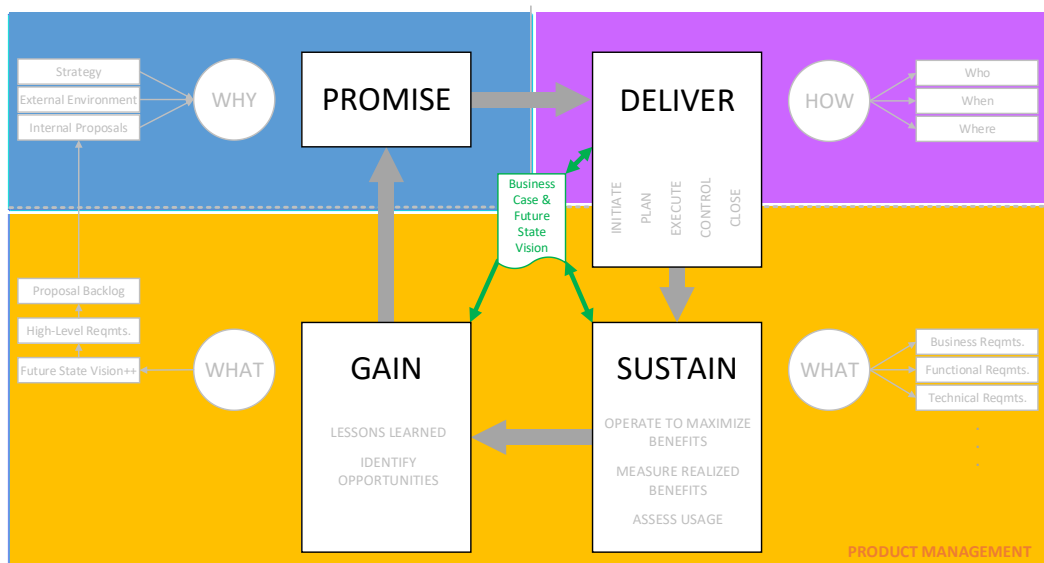 Strategy
External Environment
Internal Proposals
WHY
PROMISE
DELIVER
INITIATE
PLAN
EXECUTE
CONTROL
CLOSE
HOW
Who
When
Where
Business
Case &
Future
State
Vision
Proposal Backlog
High-Level Reqmts.
Future State Vision++
WHAT
GAIN
LESSONS LEARNED
IDENTIFY
OPPORTUNITIES
SUSTAIN
OPERATE TO MAXIMIZE
BENEFITS
MEASURE REALIZED
BENEFITS
ASSESS USAGE
WHAT
Business Reqmts.
Functional Reqmts.
Technical Reqmts.
.
.
.
PRODUCT MANAGEMENT